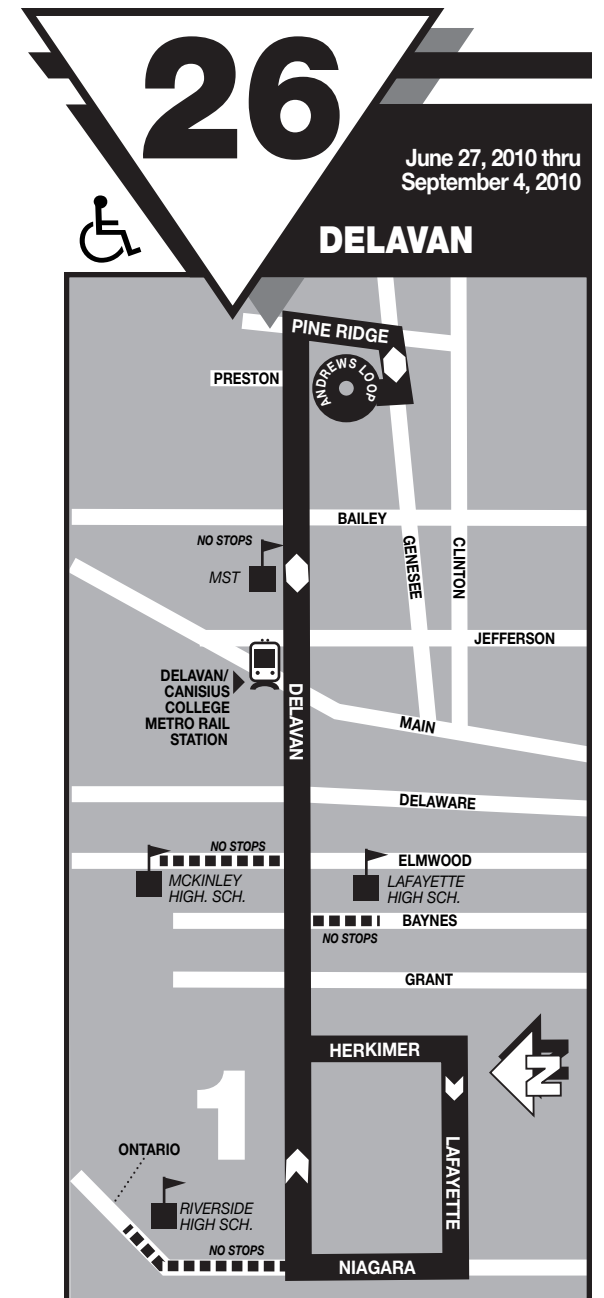 26
June 27, 2010 thru
September 4, 2010
DELAVAN
PINE RIDGE
ANDREWS LOOP
PRESTON
BAILEY
NO STOPS
MST
GENESEE
CLINTON
JEFFERSON
DELAVAN/
CANISIUS
COLLEGE
METRO RAIL
STATION
DELAVAN
MAIN
DELAWARE
NO STOPS
ELMWOOD
MCKINLEY
HIGH. SCH.
LAFAYETTE
HIGH SCH.
BAYNES
NO STOPS
GRANT
HERKIMER
N
1
LAFAYETTE
ONTARIO
RIVERSIDE
HIGH SCH.
NO STOPS
NIAGARA